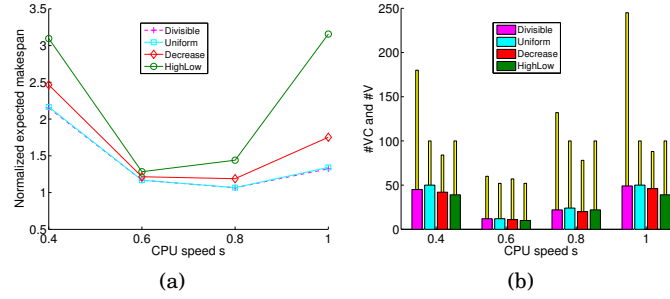 3.5
3
2.5
2
1.5
1
0.5
Normalized expected makespan
Divisible
Uniform
Decrease
HighLow
0.4
0.6
0.8
1
CPU speed s
(a)
250
200
150
100
50
0
#VC and #V
Divisible
Uniform
Decrease
HighLow
0.4
0.6
0.8
1
CPU speed s
(b)